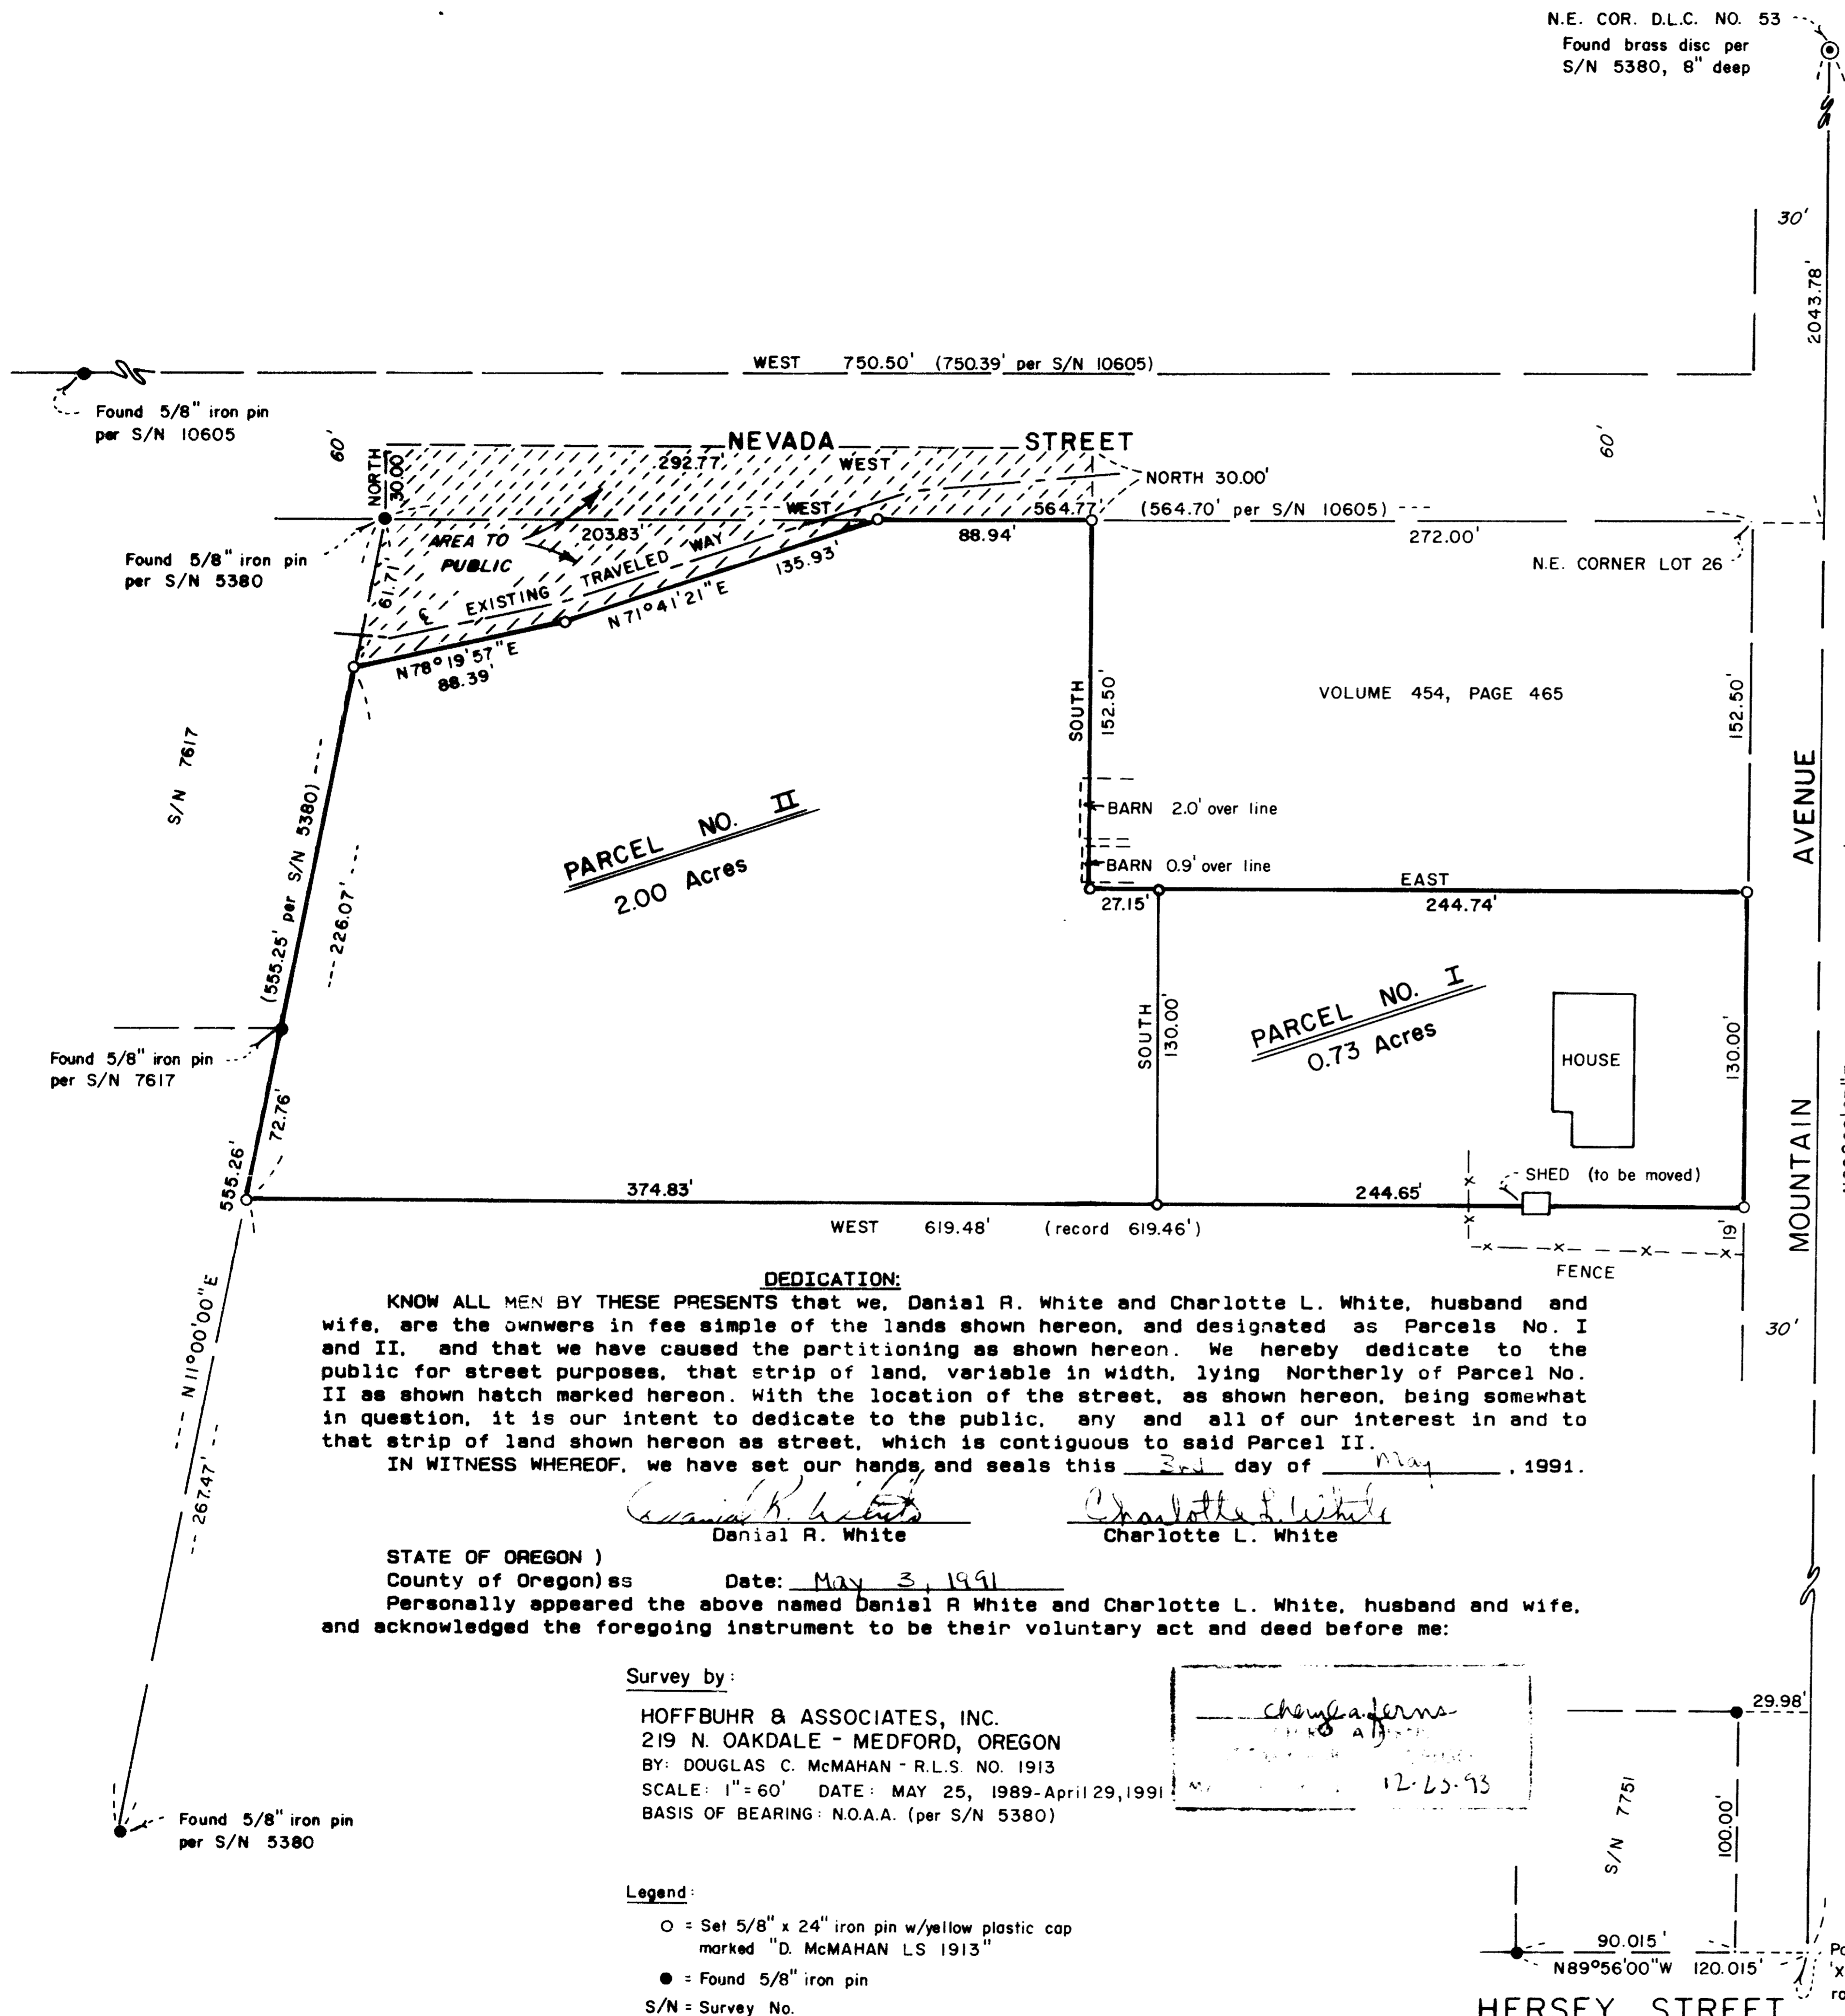 N.E. COR. D.L.C. NO. 53
Found brass disc per
S/N 5380, 8" deep
30'
2043.78'
WEST 750.50' (750.39' per S/N 10605)
Found 5/8" iron pin
per S/N 10605
60'
NEVADA STREET
60'
NORTH
30.00'
292.77'
WEST
NORTH 30.00'
WEST
564.77'
(564.70' per S/N 10605)
203.83'
88.94'
272.00'
N.E. CORNER LOT 26
Found 5/8" iron pin
per S/N 5380
AREA TO
PUBLIC
61.71'
℄ EXISTING TRAVELED WAY
135.93'
N 71°41'21" E
N 78°19'57" E
88.39'
SOUTH
152.50'
VOLUME 454, PAGE 465
152.50'
S/N 7617
(555.25' per S/N 5380)
226.07'
PARCEL NO. II
2.00 Acres
BARN 2.0' over line
BARN 0.9' over line
EAST
27.15'
244.74'
MOUNTAIN AVENUE
SOUTH
130.00'
PARCEL NO. I
0.73 Acres
HOUSE
130.00'
Found 5/8" iron pin
per S/N 7617
72.76'
555.26'
374.83'
244.65'
SHED (to be moved)
WEST 619.48' (record 619.46')
19'
FENCE
30'
N 11°00'00" E
267.47'
DEDICATION:
KNOW ALL MEN BY THESE PRESENTS that we, Danial R. White and Charlotte L. White, husband and
wife, are the ownwers in fee simple of the lands shown hereon, and designated as Parcels No. I
and II, and that we have caused the partitioning as shown hereon. We hereby dedicate to the
public for street purposes, that strip of land, variable in width, lying Northerly of Parcel No.
II as shown hatch marked hereon. With the location of the street, as shown hereon, being somewhat
in question, it is our intent to dedicate to the public, any and all of our interest in and to
that strip of land shown hereon as street, which is contiguous to said Parcel II.
IN WITNESS WHEREOF, we have set our hands and seals this 3rd day of May, 1991.
Danial R. White Charlotte L. White
Danial R. White Charlotte L. White
STATE OF OREGON )
County of Oregon)ss Date: May 3, 1991
Personally appeared the above named Danial R White and Charlotte L. White, husband and wife,
and acknowledged the foregoing instrument to be their voluntary act and deed before me:
Survey by:
HOFFBUHR & ASSOCIATES, INC.
219 N. OAKDALE - MEDFORD, OREGON
BY: DOUGLAS C. McMAHAN - R.L.S. NO. 1913
SCALE: 1" = 60' DATE: MAY 25, 1989-April 29, 1991
BASIS OF BEARING: N.O.A.A. (per S/N 5380)
Found 5/8" iron pin
per S/N 5380
29.98'
S/N 7751
100.00'
Legend:
O = Set 5/8" x 24" iron pin w/yellow plastic cap
marked "D. McMAHAN LS 1913"
● = Found 5/8" iron pin
S/N = Survey No.
90.015'
N89°56'00"W 120.015'
HERSEY STREET